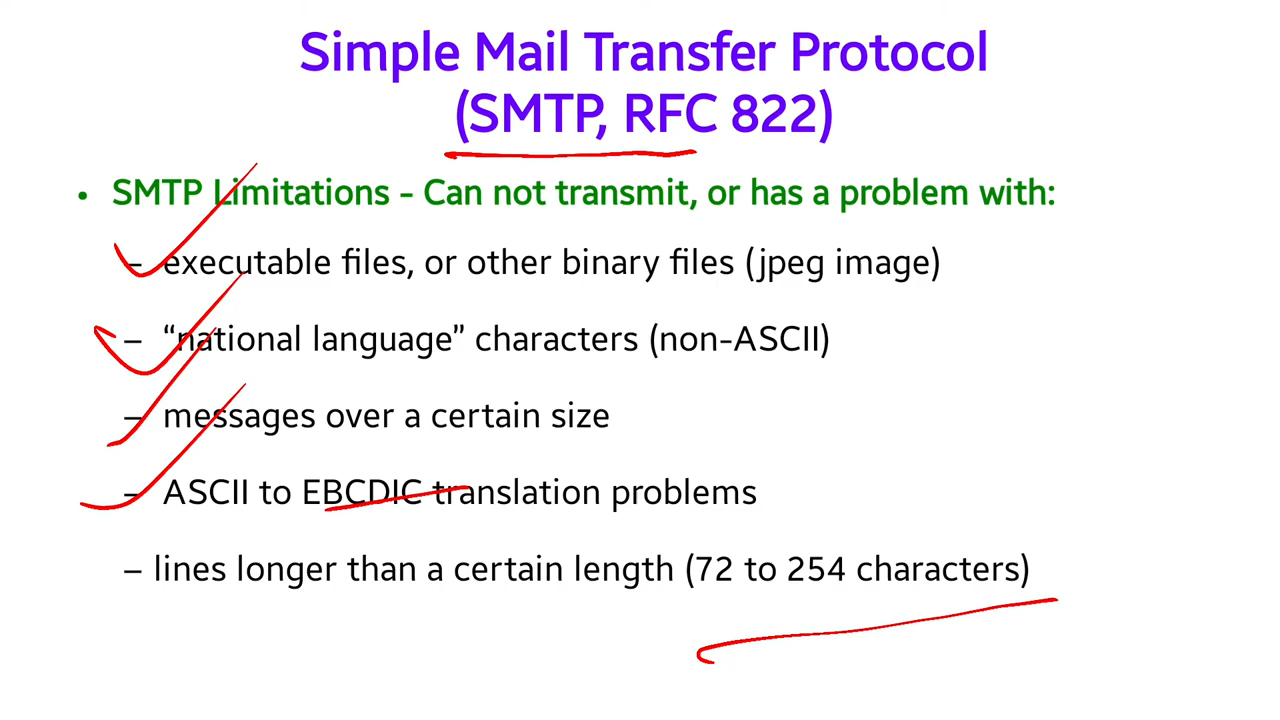 Simple Mail Transfer Protocol
(SMTP, RFC 822)
• SMTP Limitations - Can not transmit, or has a problem with:
– executable files, or other binary files (jpeg image)
– “national language” characters (non-ASCII)
– messages over a certain size
– ASCII to EBCDIC translation problems
– lines longer than a certain length (72 to 254 characters)